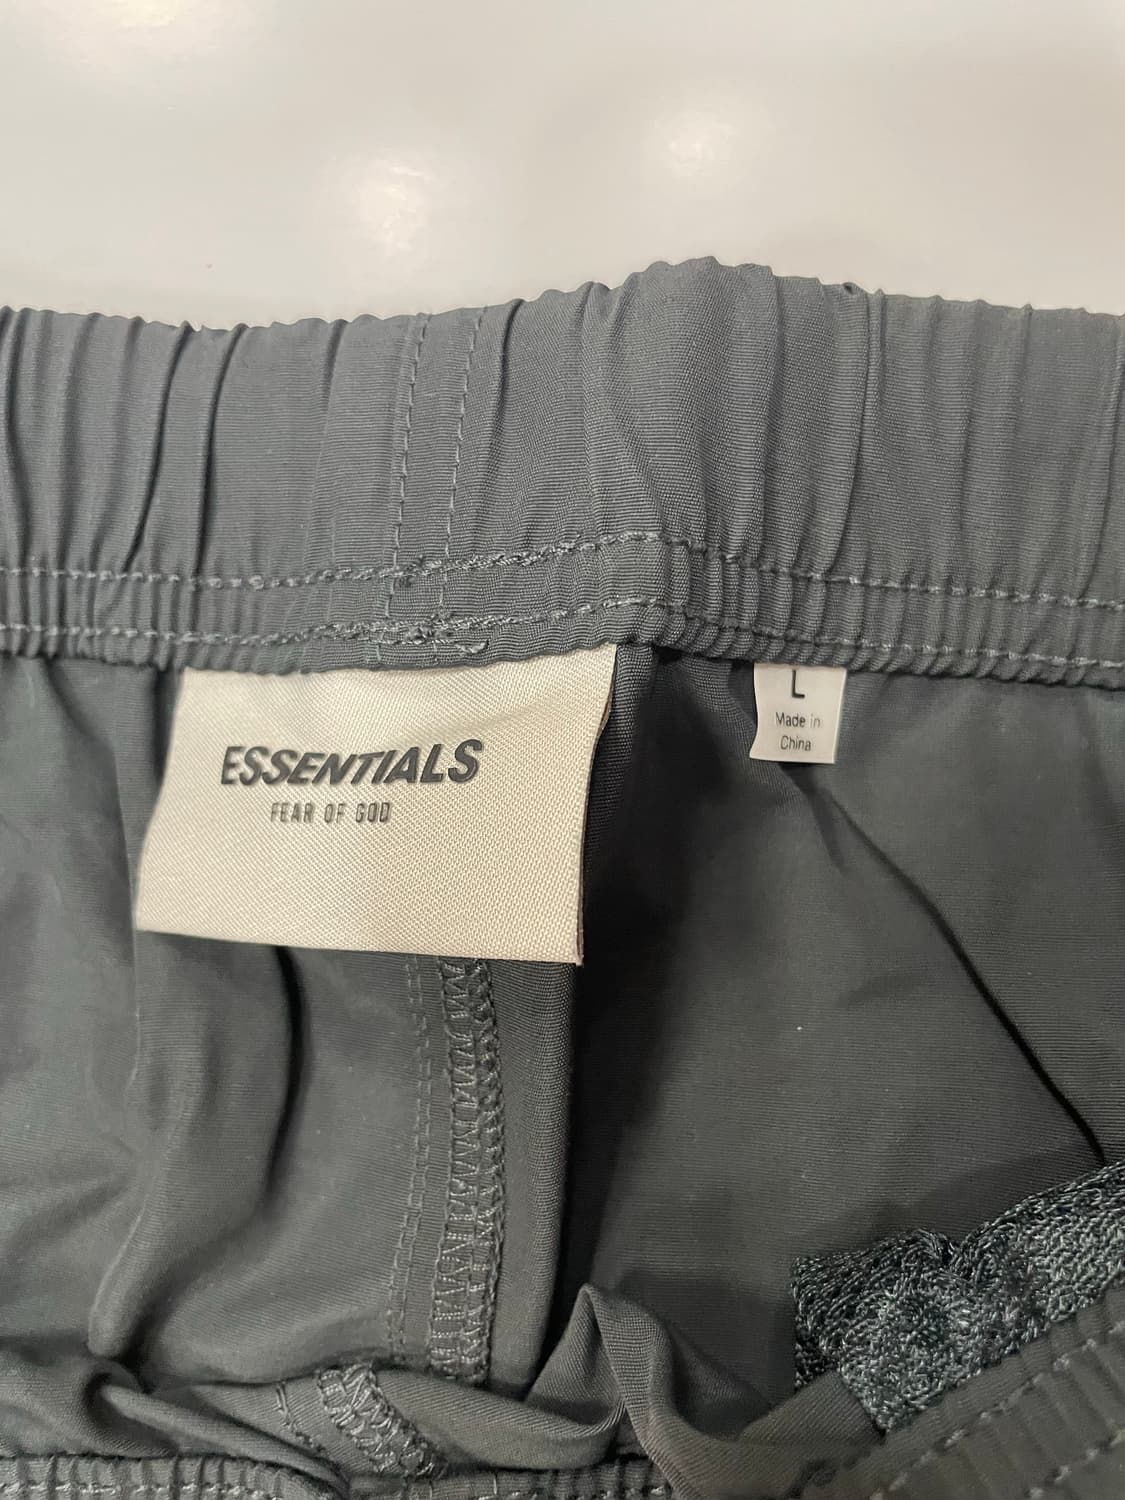 ESSENTIALS
FEAR OF GOD
L
Made in
China